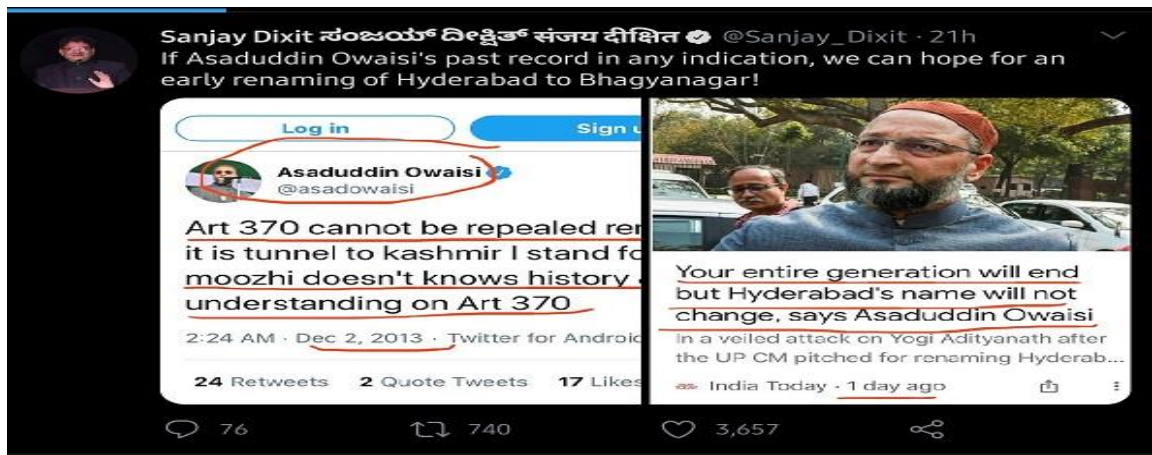 Sanjay Dixit ಸಂಜಯ್ ದೀಕ್ಷಿತ್ संजय दीक्षित @Sanjay_Dixit · 21h
If Asaduddin Owaisi's past record in any indication, we can hope for an
early renaming of Hyderabad to Bhagyanagar!
Log in
Sign u
Asaduddin Owaisi
@asadowaisi
Art 370 cannot be repealed rer
it is tunnel to kashmir I stand fo
moozhi doesn't knows history
understanding on Art 370
2:24 AM · Dec 2, 2013 · Twitter for Android
24 Retweets 2 Quote Tweets 17 Likes
Your entire generation will end
but Hyderabad's name will not
change, says Asaduddin Owaisi
In a veiled attack on Yogi Adityanath after
the UP CM pitched for renaming Hyderab...
India Today · 1 day ago
76 740 3,657